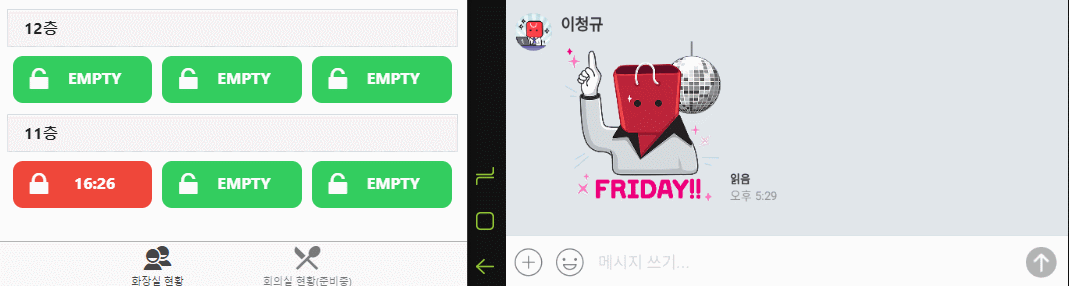 12층
EMPTY
EMPTY
EMPTY
11층
16:26
EMPTY
EMPTY
화장실 현황
회의실 현황(준비중)
이청규
FRIDAY!!
읽음
오후 5:29
메시지 쓰기...